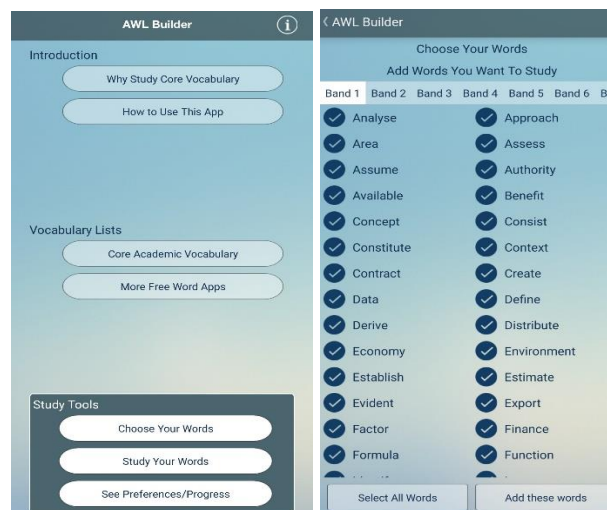 AWL Builder
Introduction
Why Study Core Vocabulary
How to Use This App
Vocabulary Lists
Core Academic Vocabulary
More Free Word Apps
Study Tools
Choose Your Words
Study Your Words
See Preferences/Progress
AWL Builder
Choose Your Words
Add Words You Want To Study
Band 1 Band 2 Band 3 Band 4 Band 5 Band 6 B
Analyse Approach
Area Assess
Assume Authority
Available Benefit
Concept Consist
Constitute Context
Contract Create
Data Define
Derive Distribute
Economy Environment
Establish Estimate
Evident Export
Factor Finance
Formula Function
Select All Words Add these words